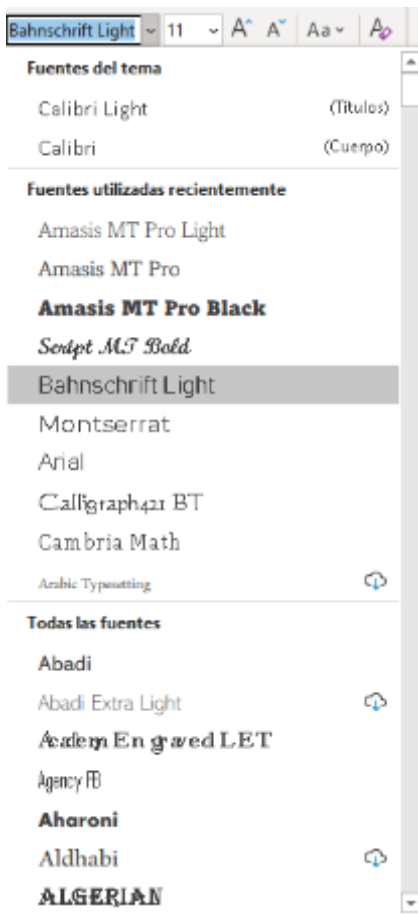 Bahnschrift Light 11 A A Aa A
Fuentes del tema
Calibri Light (Títulos)
Calibri (Cuerpo)
Fuentes utilizadas recientemente
Amasis MT Pro Light
Amasis MT Pro
Amasis MT Pro Black
Script MT Bold
Bahnschrift Light
Montserrat
Arial
Calligraph421 BT
Cambria Math
Arabic Typesetting
Todas las fuentes
Abadi
Abadi Extra Light
Academy Engraved LET
Agency FB
Aharoni
Aldhabi
ALGERIAN